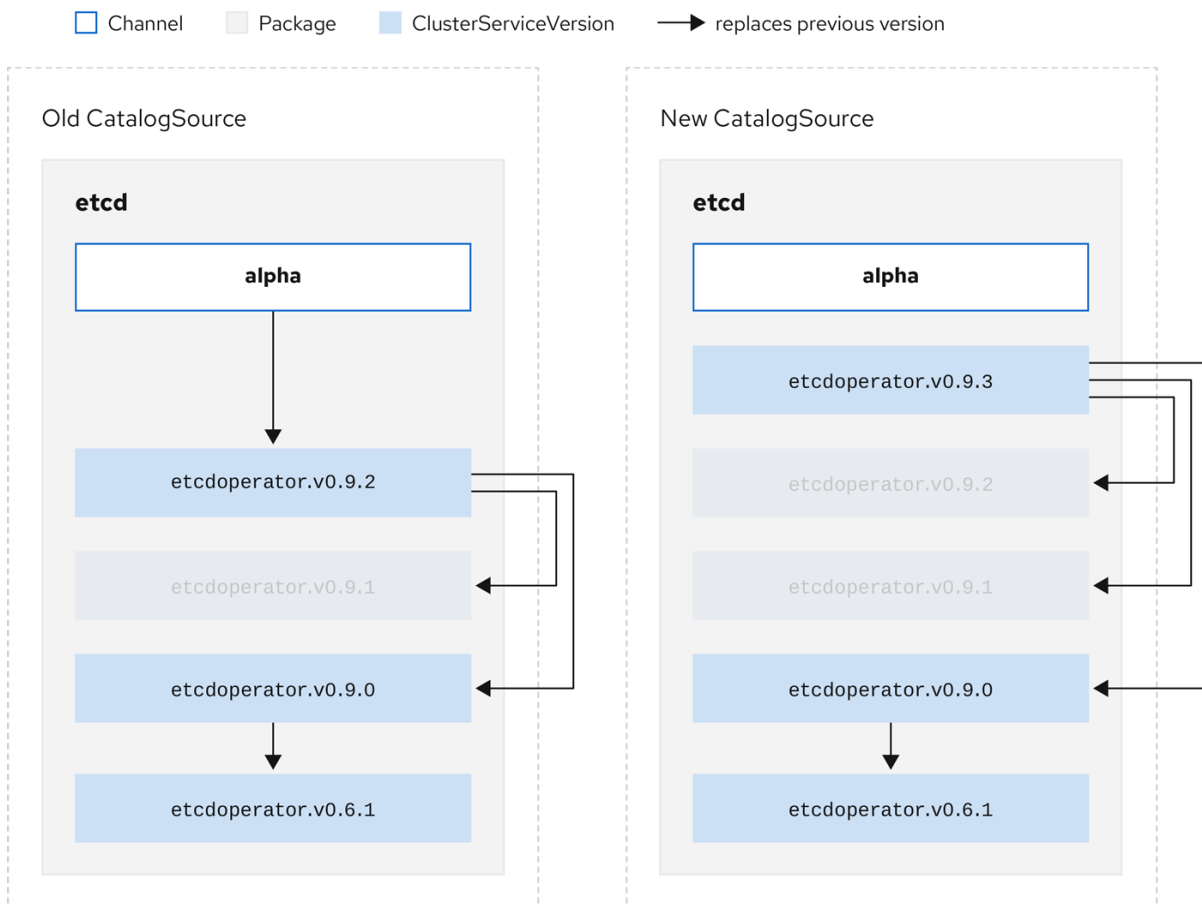 Channel
Package
ClusterServiceVersion
replaces previous version
Old CatalogSource
etcd
alpha
etcdoperator.v0.9.2
etcdoperator.v0.9.1
etcdoperator.v0.9.0
etcdoperator.v0.6.1
New CatalogSource
etcd
alpha
etcdoperator.v0.9.3
etcdoperator.v0.9.2
etcdoperator.v0.9.1
etcdoperator.v0.9.0
etcdoperator.v0.6.1